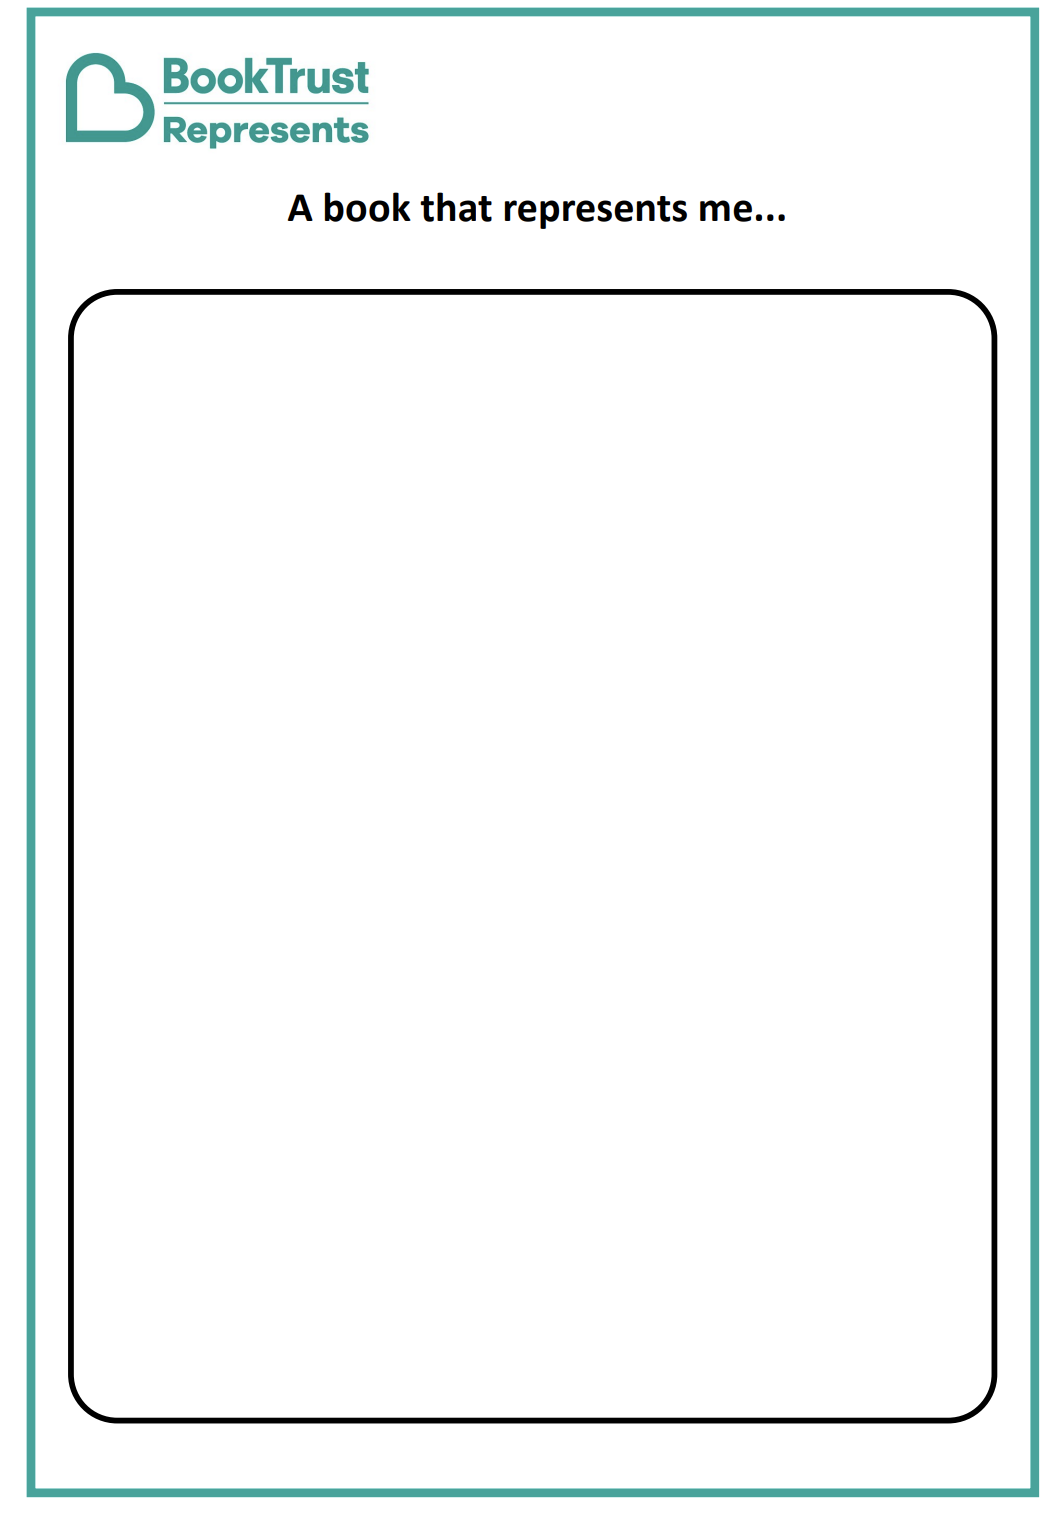 BookTrust
Represents
A book that represents me...